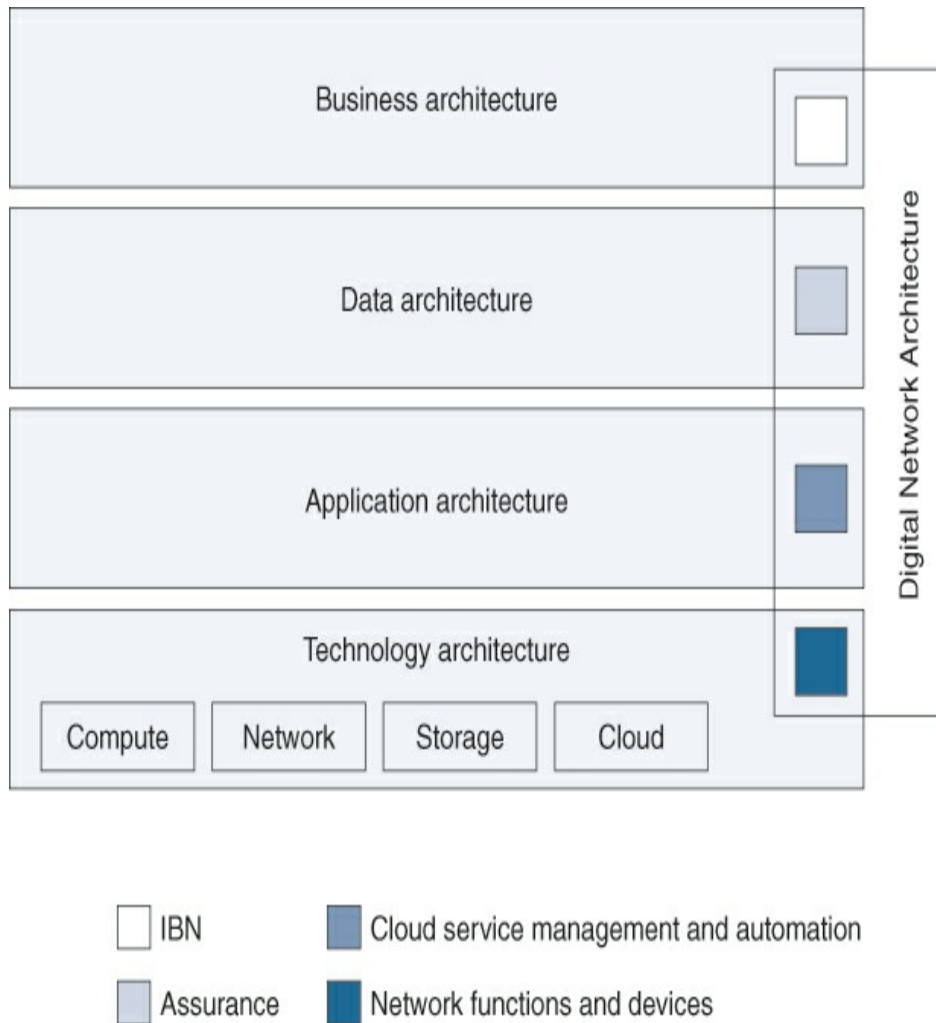 Business architecture
Data architecture
Application architecture
Technology architecture
Compute
Network
Storage
Cloud
Digital Network Architecture
IBN
Cloud service management and automation
Assurance
Network functions and devices